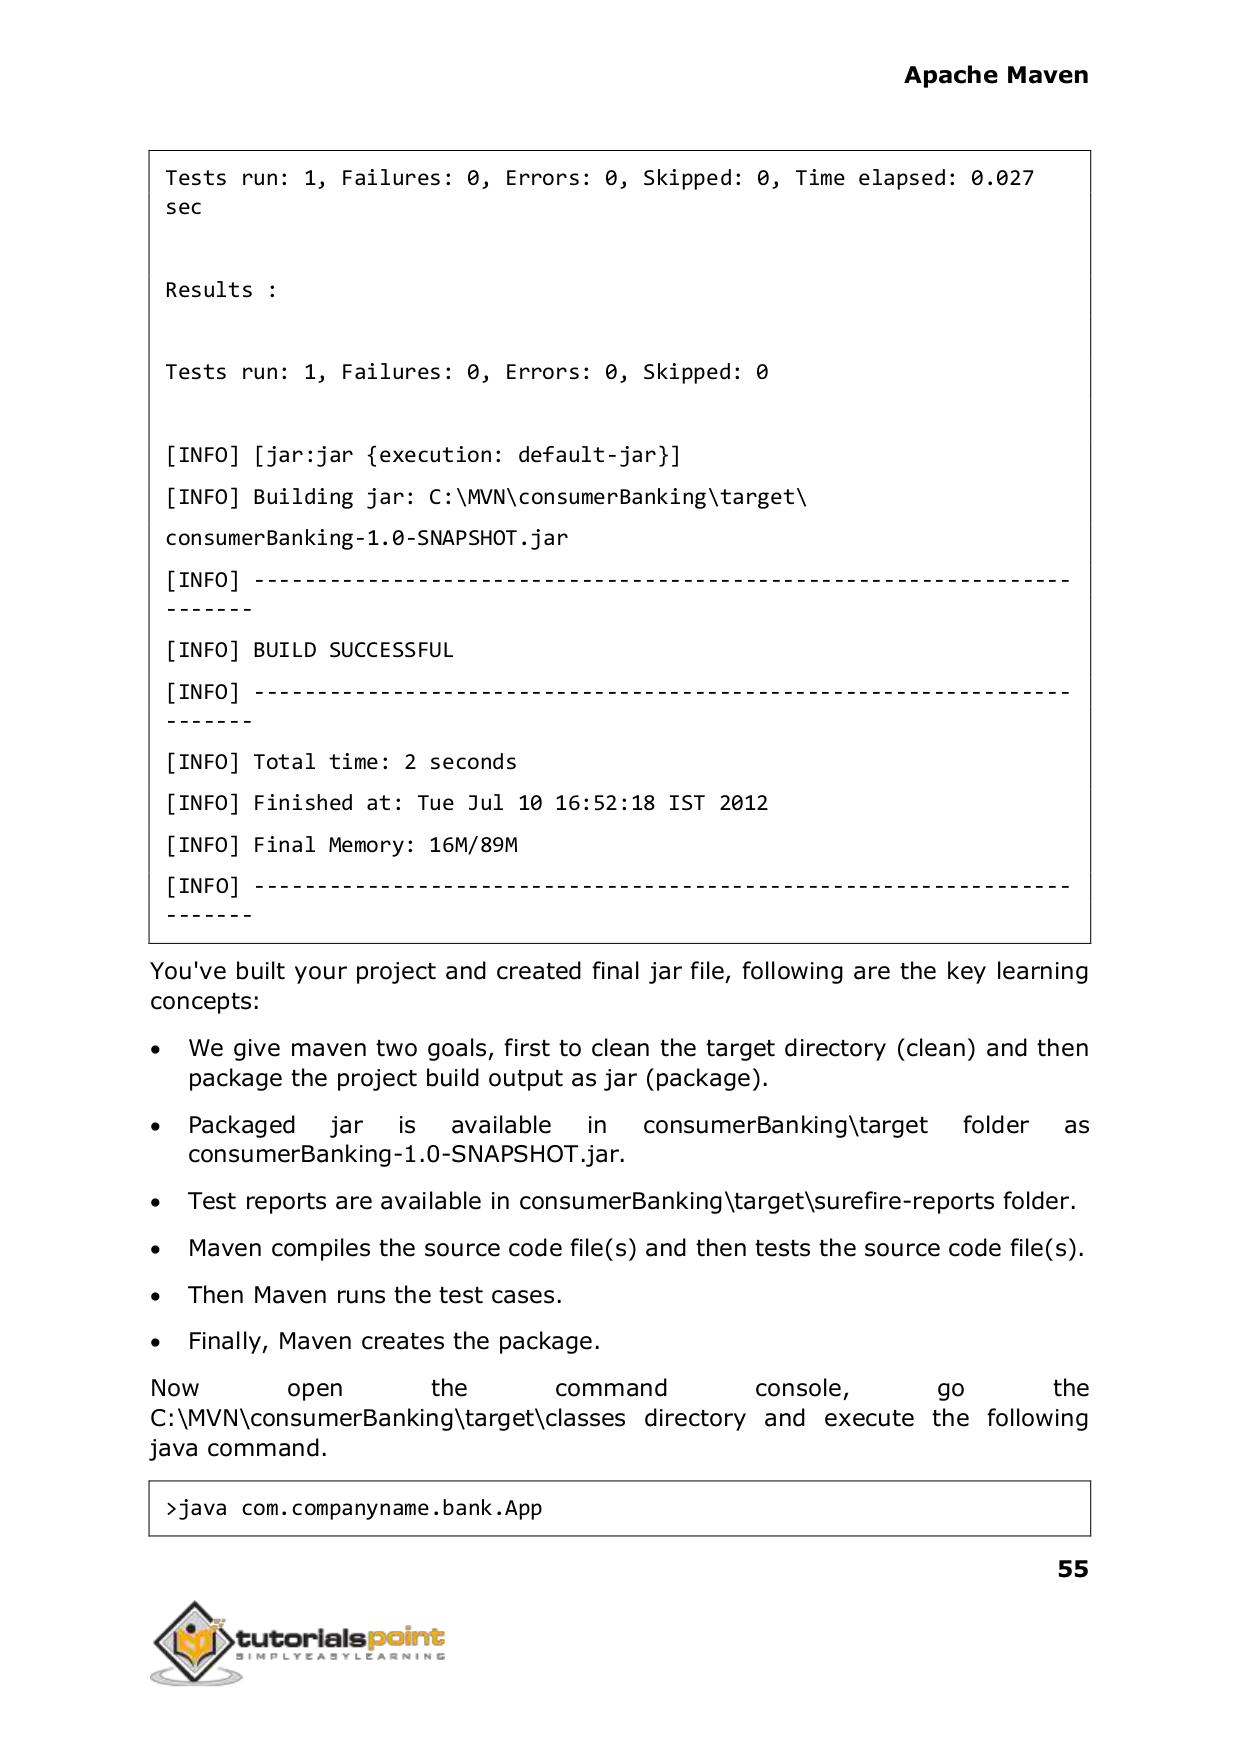 Apache Maven
Tests run: 1, Failures: 0, Errors: 0, Skipped: 0, Time elapsed: 0.027
sec
Results :
Tests run: 1, Failures: 0, Errors: 0, Skipped: 0
[INFO] [jar:jar {execution: default-jar}]
[INFO] Building jar: C:\MVN\consumerBanking\target\
consumerBanking-1.0-SNAPSHOT.jar
[INFO] -----------------------------------------------------------------
-------
[INFO] BUILD SUCCESSFUL
[INFO] -----------------------------------------------------------------
-------
[INFO] Total time: 2 seconds
[INFO] Finished at: Tue Jul 10 16:52:18 IST 2012
[INFO] Final Memory: 16M/89M
[INFO] -----------------------------------------------------------------
-------
You've built your project and created final jar file, following are the key learning
concepts:
• We give maven two goals, first to clean the target directory (clean) and then
package the project build output as jar (package).
• Packaged jar is available in consumerBanking\target folder as
consumerBanking-1.0-SNAPSHOT.jar.
• Test reports are available in consumerBanking\target\surefire-reports folder.
• Maven compiles the source code file(s) and then tests the source code file(s).
• Then Maven runs the test cases.
• Finally, Maven creates the package.
Now open the command console, go the
C:\MVN\consumerBanking\target\classes directory and execute the following
java command.
>java com.companyname.bank.App
55
tutorialspoint
SIMPLYEASYLEARNING